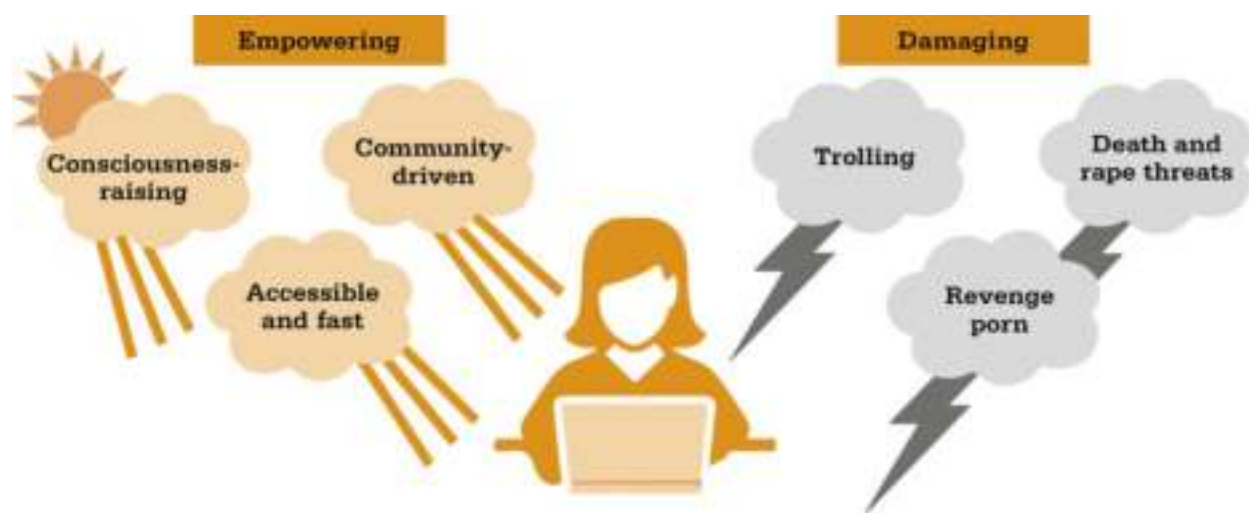 Empowering
Consciousness-
raising
Community-
driven
Accessible
and fast
Damaging
Trolling
Death and
rape threats
Revenge
porn